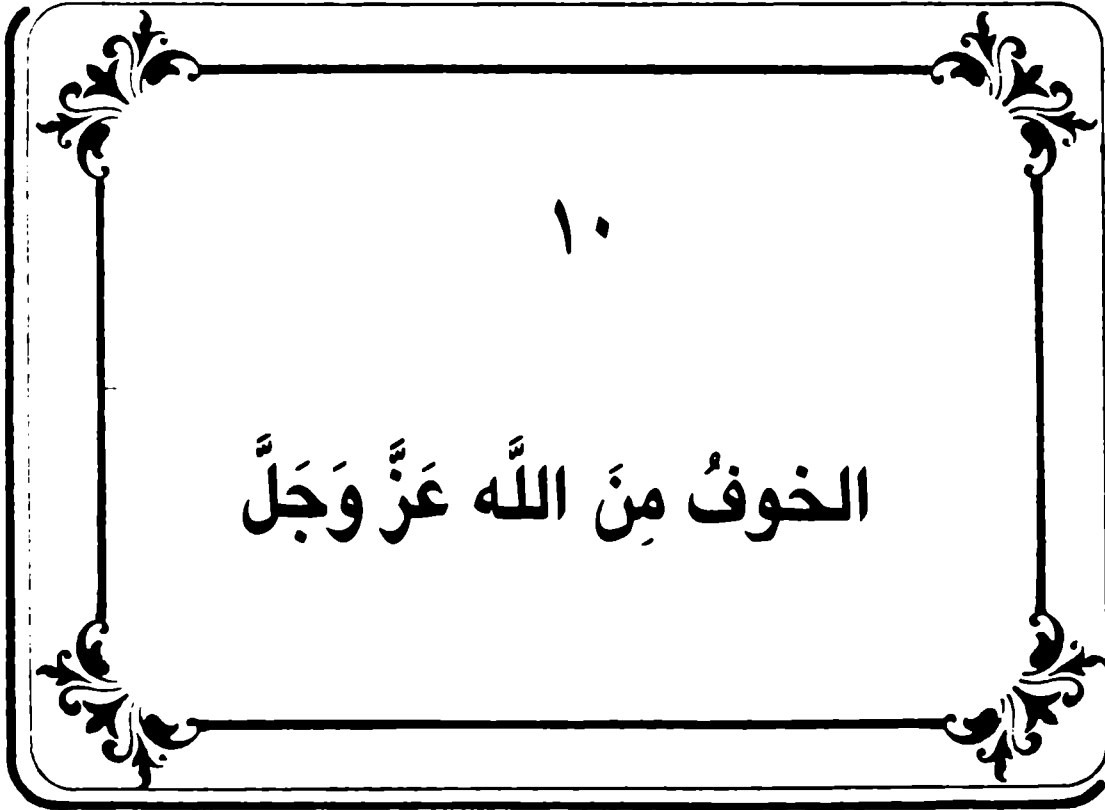 ١٠
الخوفُ مِنَ اللَّه عَزَّ وَجَلَّ